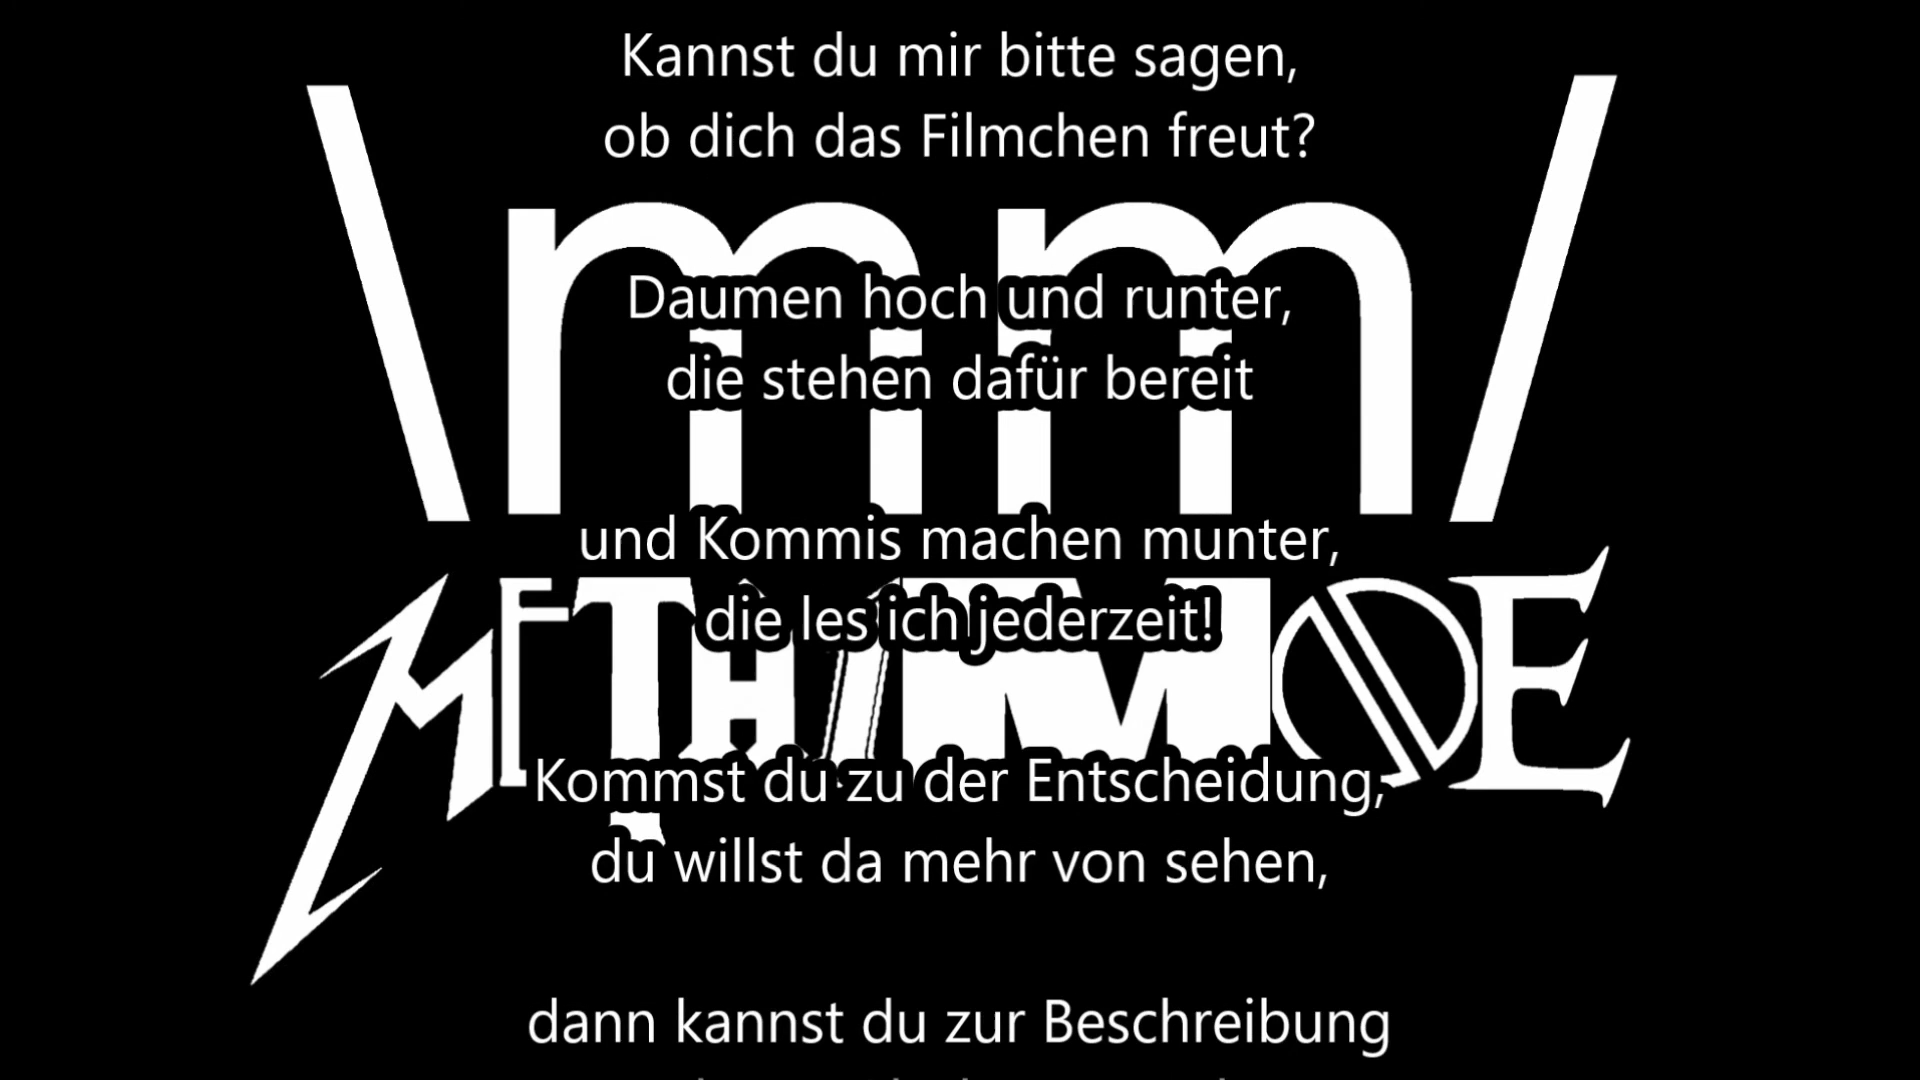 Kannst du mir bitte sagen,
ob dich das Filmchen freut?
\mm/
Daumen hoch und runter,
die stehen dafür bereit
und Kommis machen munter,
die les ich jederzeit!
Kommst du zu der Entscheidung,
du willst da mehr von sehen,
dann kannst du zur Beschreibung